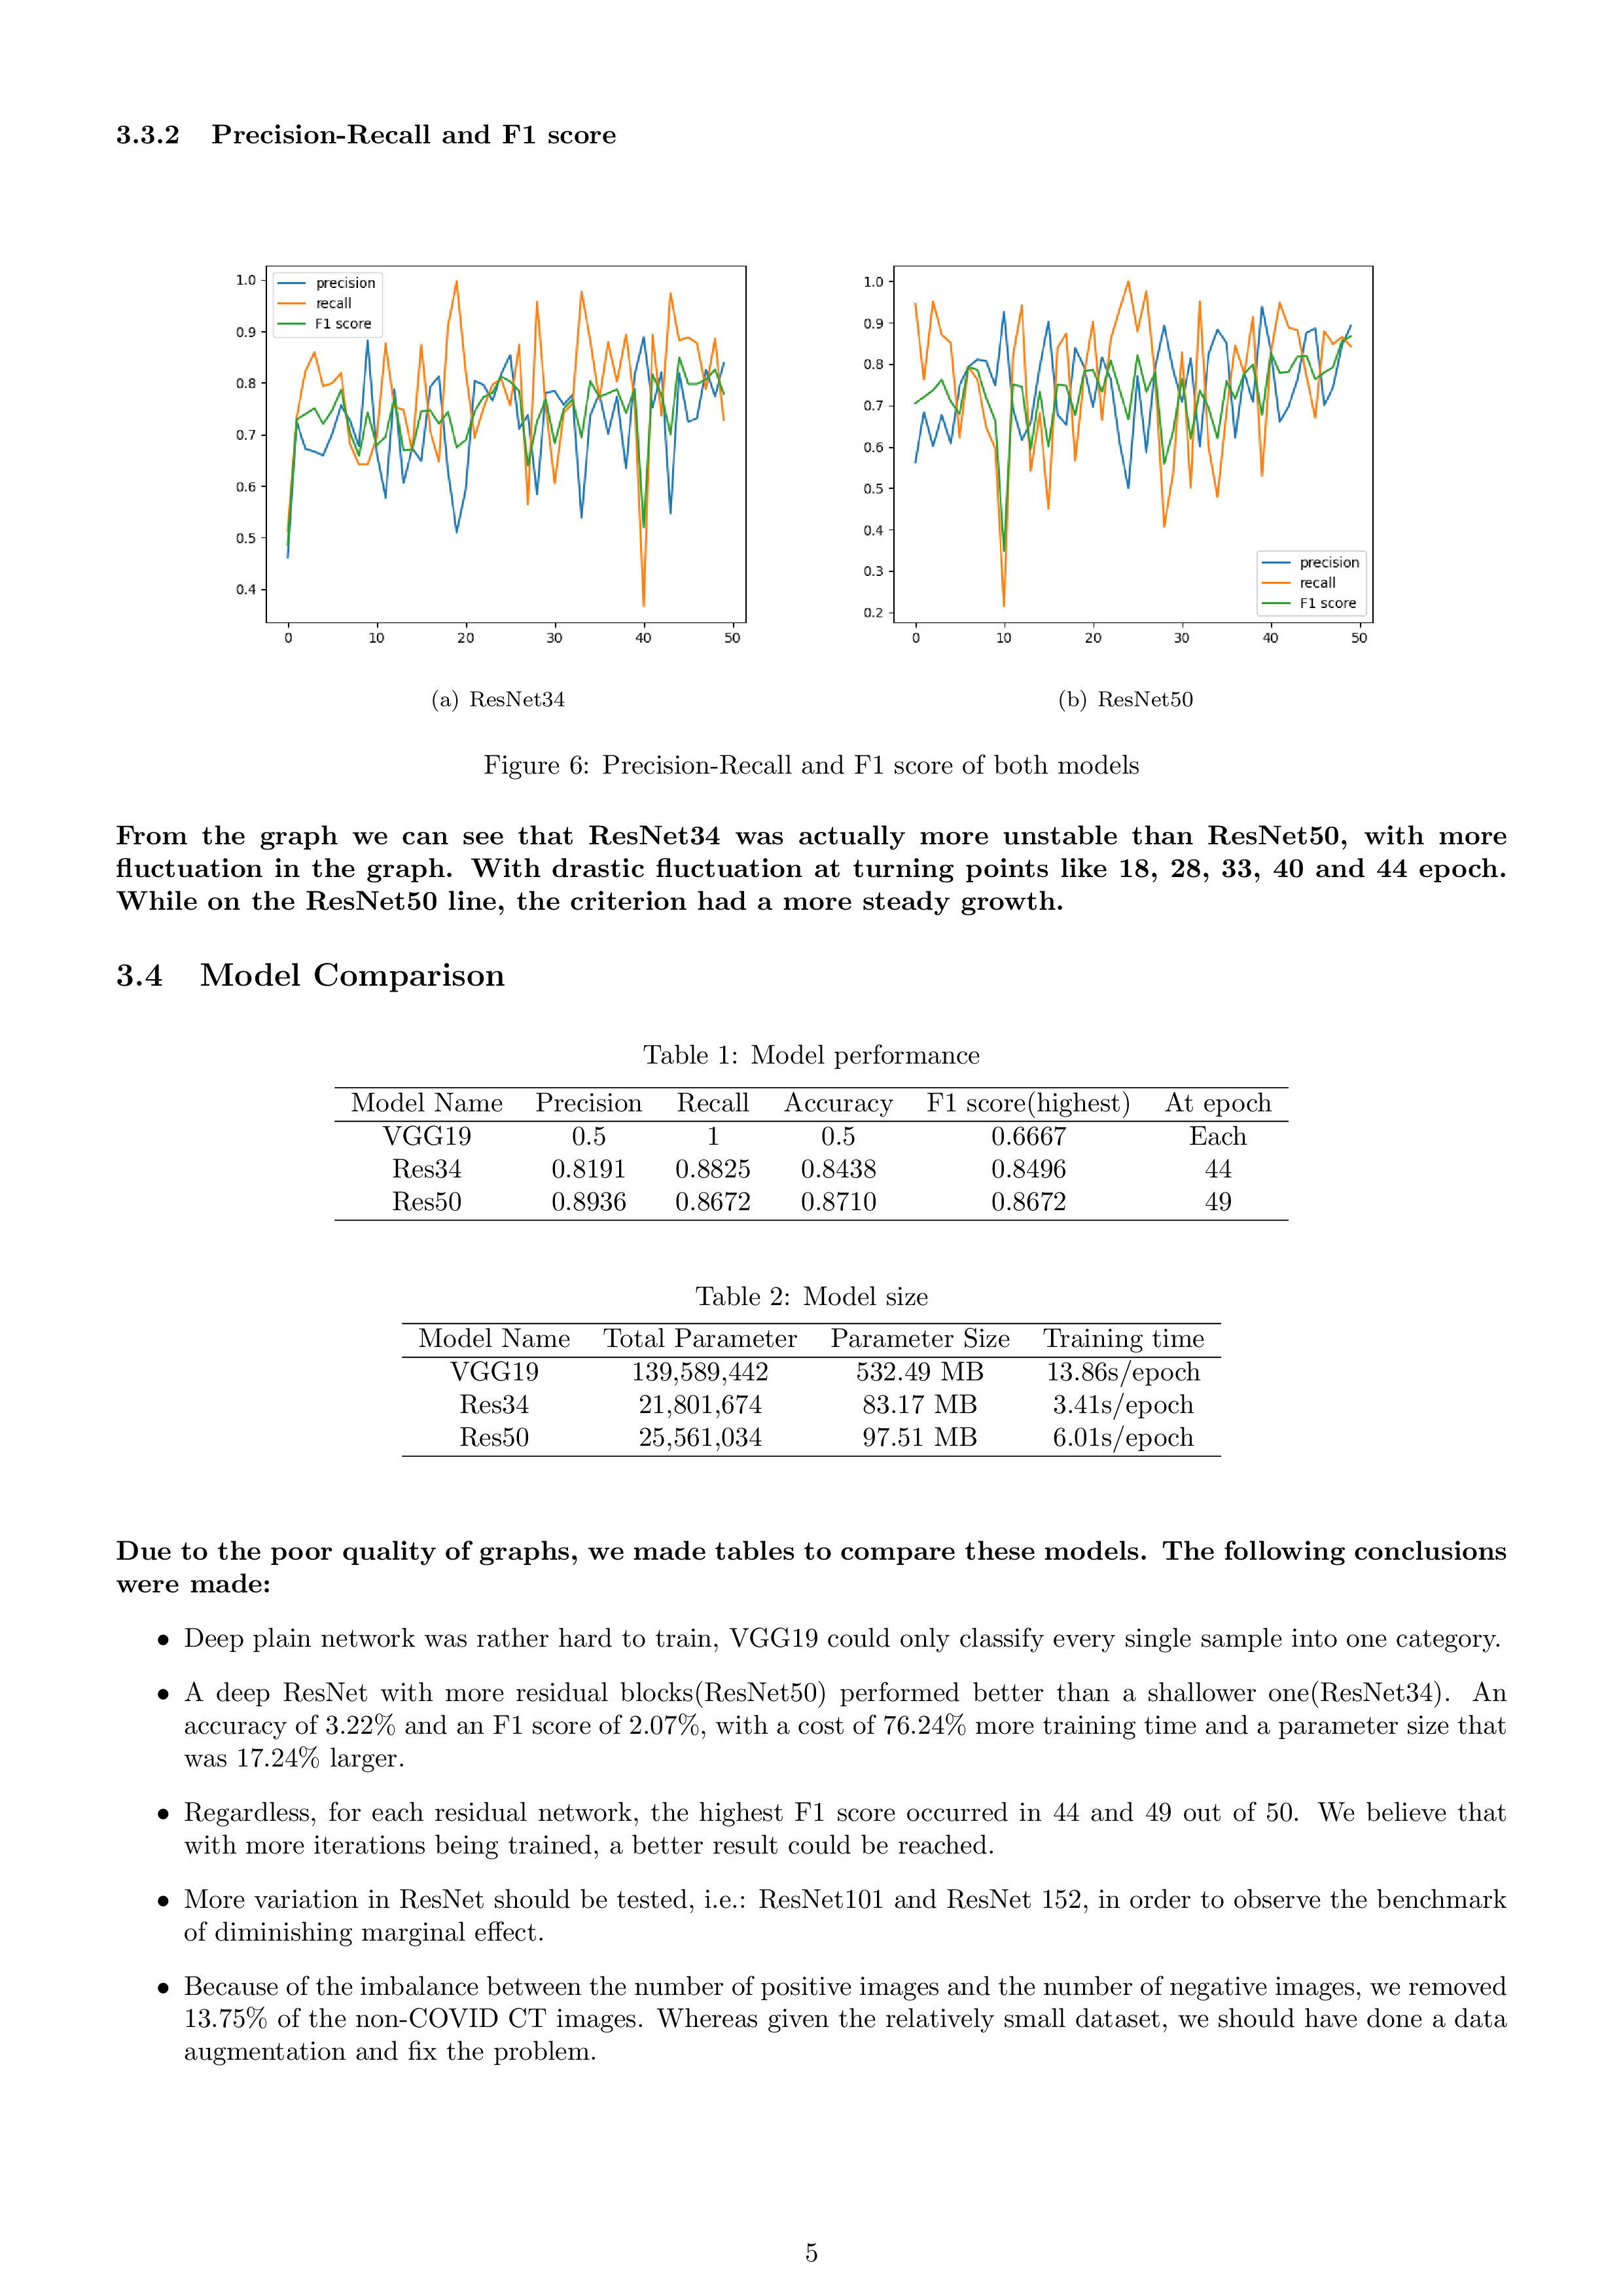 3.3.2 Precision-Recall and F1 score
1.0
0.9
0.8
0.7
0.6
0.5
0.4
precision
recall
F1 score
0 10 20 30 40 50
1.0
0.9
0.8
0.7
0.6
0.5
0.4
0.3
0.2
precision
recall
F1 score
0 10 20 30 40 50
(a) ResNet34
(b) ResNet50
Figure 6: Precision-Recall and F1 score of both models
From the graph we can see that ResNet34 was actually more unstable than ResNet50, with more
fluctuation in the graph. With drastic fluctuation at turning points like 18, 28, 33, 40 and 44 epoch.
While on the ResNet50 line, the criterion had a more steady growth.
3.4 Model Comparison
Table 1: Model performance
Model Name Precision Recall Accuracy F1 score(highest) At epoch
VGG19 0.5 1 0.5 0.6667 Each
Res34 0.8191 0.8825 0.8438 0.8496 44
Res50 0.8936 0.8672 0.8710 0.8672 49
Table 2: Model size
Model Name Total Parameter Parameter Size Training time
VGG19 139,589,442 532.49 MB 13.86s/epoch
Res34 21,801,674 83.17 MB 3.41s/epoch
Res50 25,561,034 97.51 MB 6.01s/epoch
Due to the poor quality of graphs, we made tables to compare these models. The following conclusions
were made:
• Deep plain network was rather hard to train, VGG19 could only classify every single sample into one category.
• A deep ResNet with more residual blocks(ResNet50) performed better than a shallower one(ResNet34). An
accuracy of 3.22% and an F1 score of 2.07%, with a cost of 76.24% more training time and a parameter size that
was 17.24% larger.
• Regardless, for each residual network, the highest F1 score occurred in 44 and 49 out of 50. We believe that
with more iterations being trained, a better result could be reached.
• More variation in ResNet should be tested, i.e.: ResNet101 and ResNet 152, in order to observe the benchmark
of diminishing marginal effect.
• Because of the imbalance between the number of positive images and the number of negative images, we removed
13.75% of the non-COVID CT images. Whereas given the relatively small dataset, we should have done a data
augmentation and fix the problem.
5